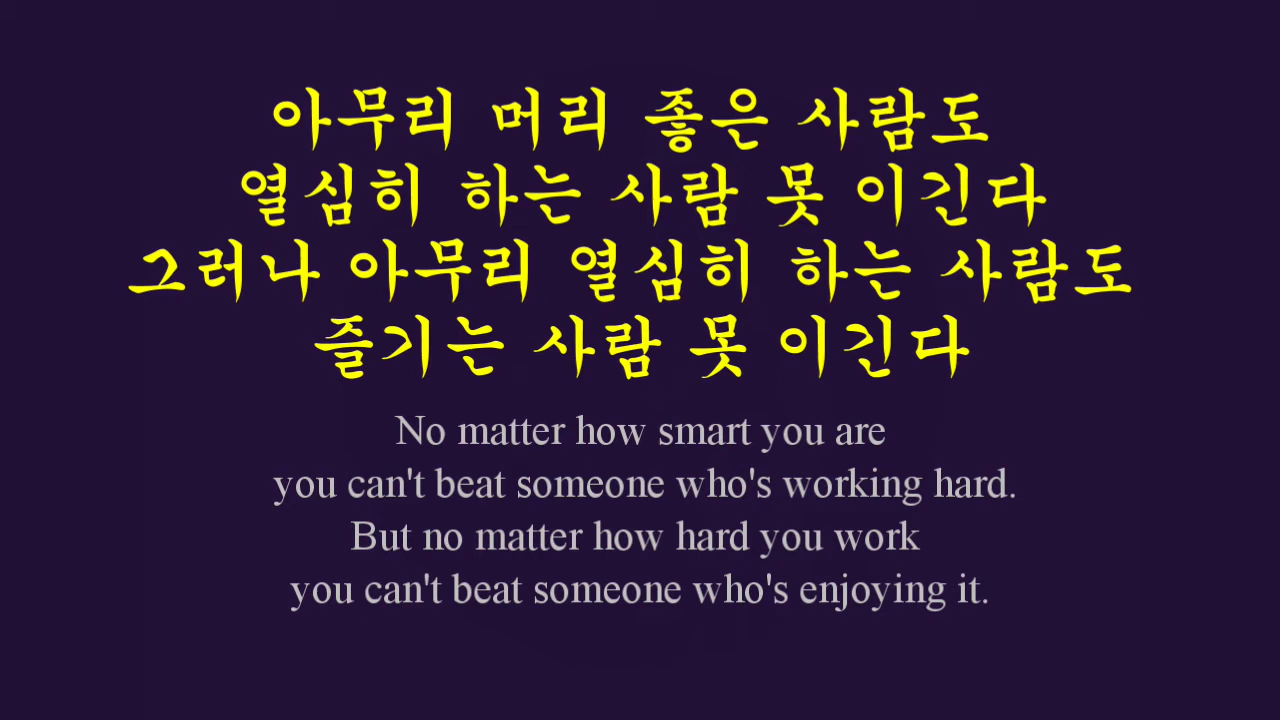 아무리 머리 좋은 사람도
열심히 하는 사람 못 이긴다
그러나 아무리 열심히 하는 사람도
즐기는 사람 못 이긴다
No matter how smart you are
you can't beat someone who's working hard.
But no matter how hard you work
you can't beat someone who's enjoying it.